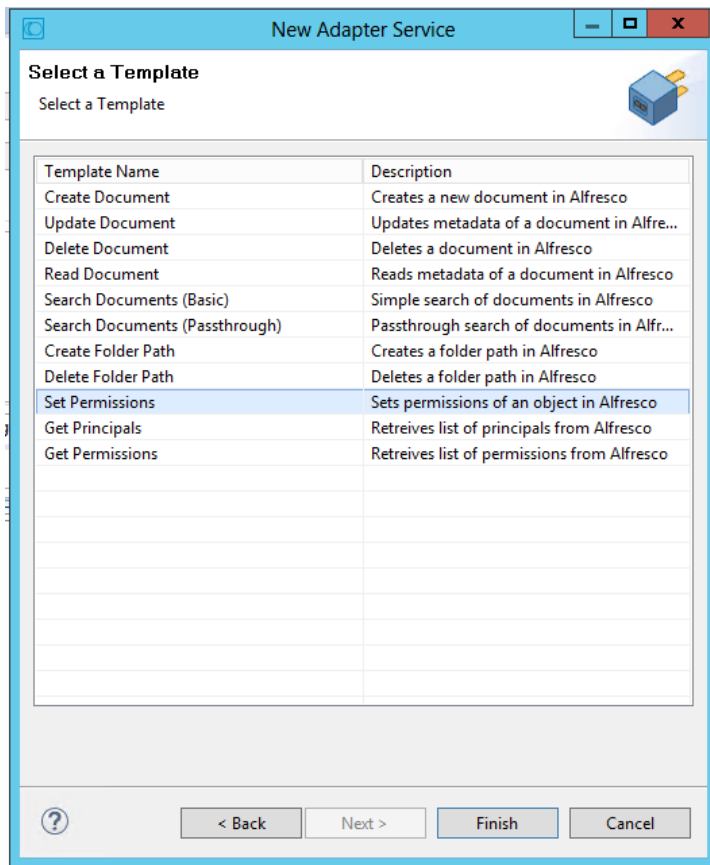 New Adapter Service
Select a Template
Select a Template
Template Name Description
Create Document Creates a new document in Alfresco
Update Document Updates metadata of a document in Alfre...
Delete Document Deletes a document in Alfresco
Read Document Reads metadata of a document in Alfresco
Search Documents (Basic) Simple search of documents in Alfresco
Search Documents (Passthrough) Passthrough search of documents in Alfr...
Create Folder Path Creates a folder path in Alfresco
Delete Folder Path Deletes a folder path in Alfresco
Set Permissions Sets permissions of an object in Alfresco
Get Principals Retreives list of principals from Alfresco
Get Permissions Retreives list of permissions from Alfresco
? < Back Next > Finish Cancel